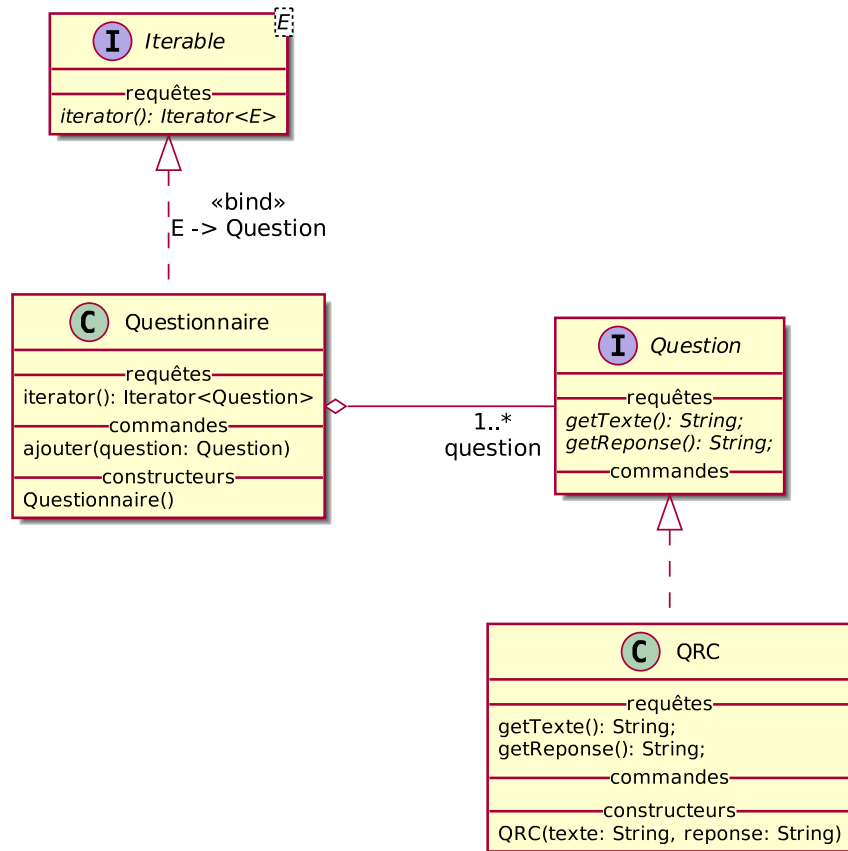 E
I Iterable
requêtes
iterator(): Iterator<E>
«bind»
E -> Question
C Questionnaire
requêtes
iterator(): Iterator<Question>
commandes
ajouter(question: Question)
constructeurs
Questionnaire()
1..*
question
I Question
requêtes
getTexte(): String;
getReponse(): String;
commandes
C QRC
requêtes
getTexte(): String;
getReponse(): String;
commandes
constructeurs
QRC(texte: String, reponse: String)